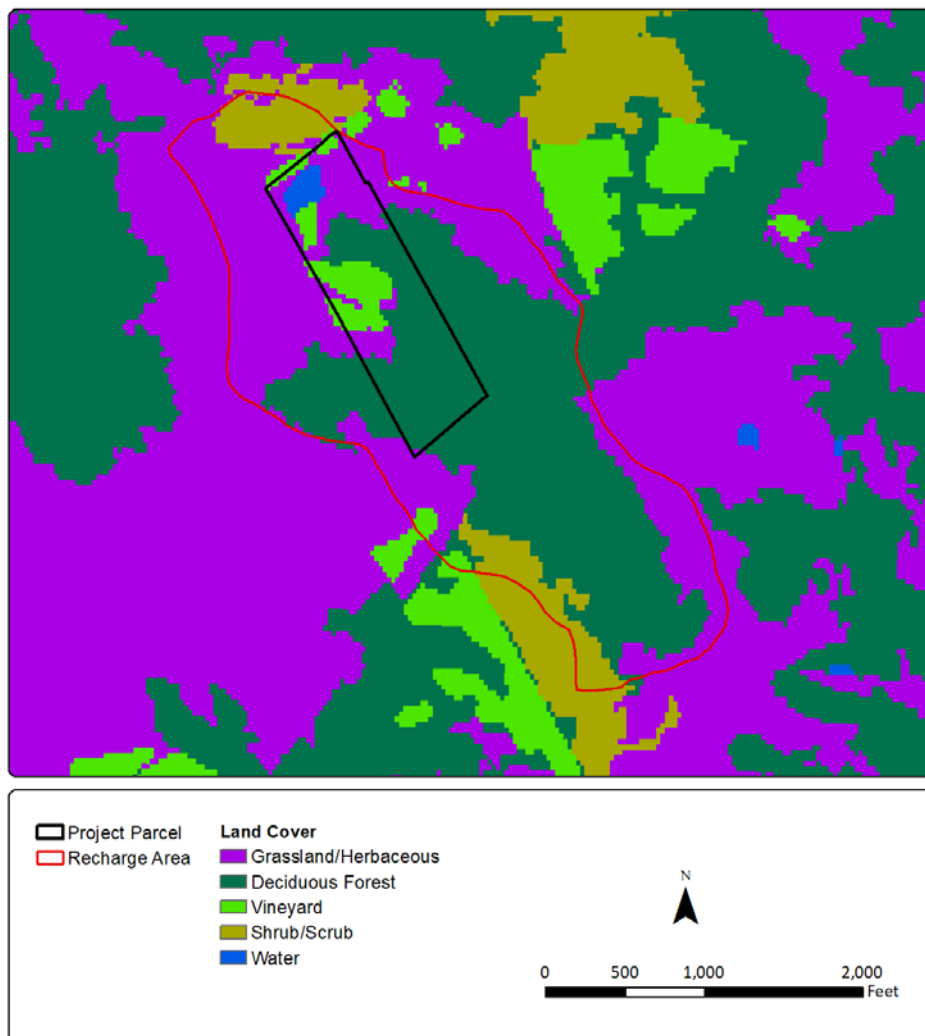 Project Parcel
Recharge Area
Land Cover
Grassland/Herbaceous
Deciduous Forest
Vineyard
Shrub/Scrub
Water
N
0 500 1,000 2,000
Feet